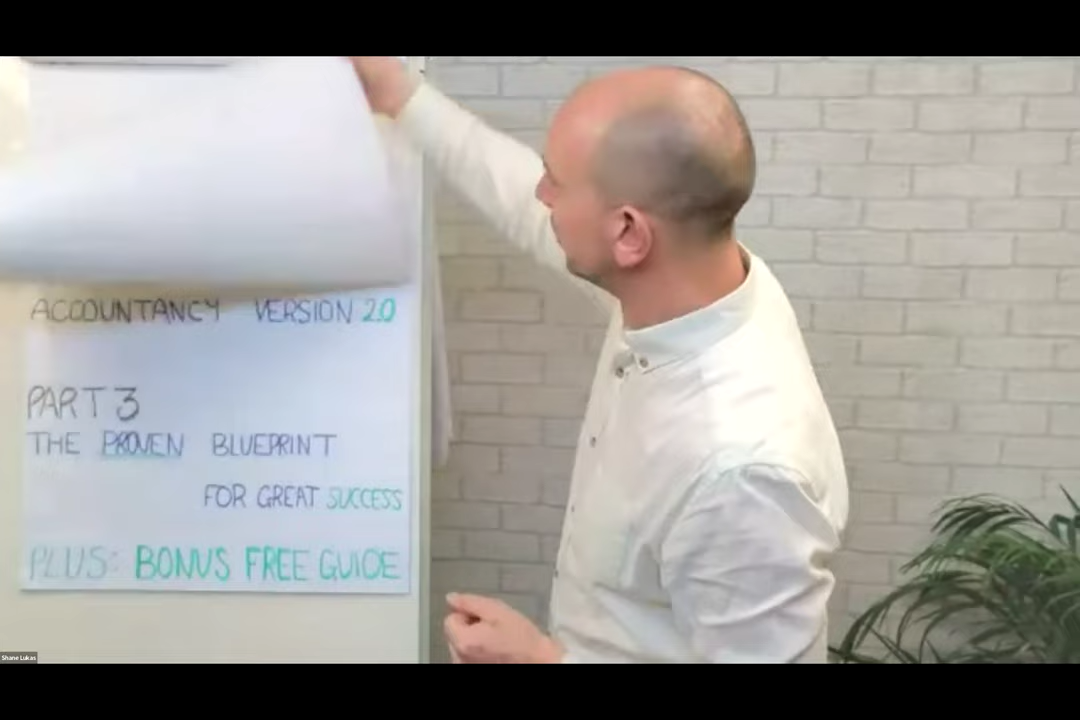 ACCOUNTANCY VERSION 2.0
PART 3
THE PROVEN BLUEPRINT
FOR GREAT SUCCESS
PLUS: BONUS FREE GUIDE
Shane Lukas